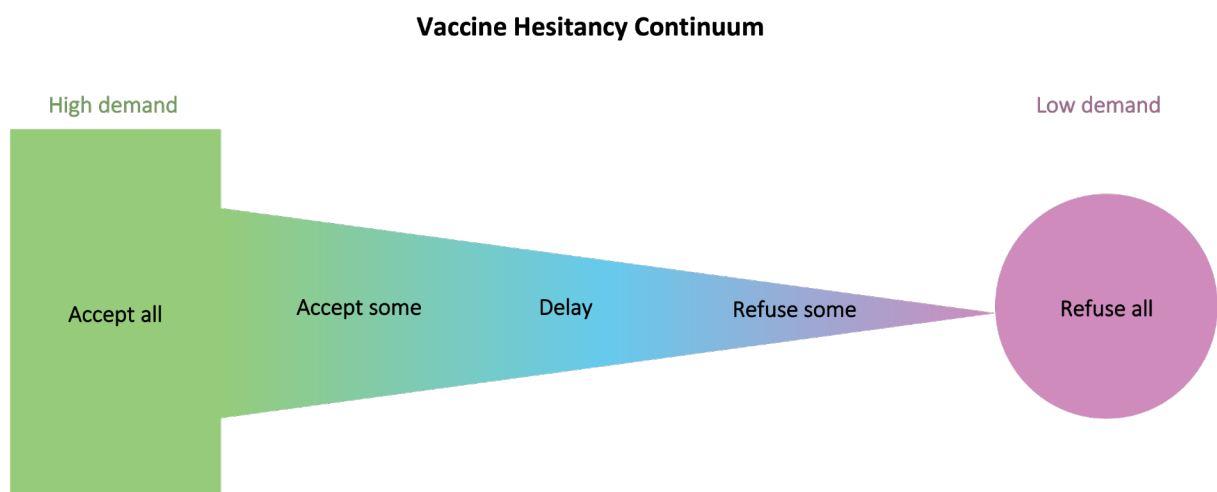 Vaccine Hesitancy Continuum
High demand
Low demand
Accept all
Accept some
Delay
Refuse some
Refuse all